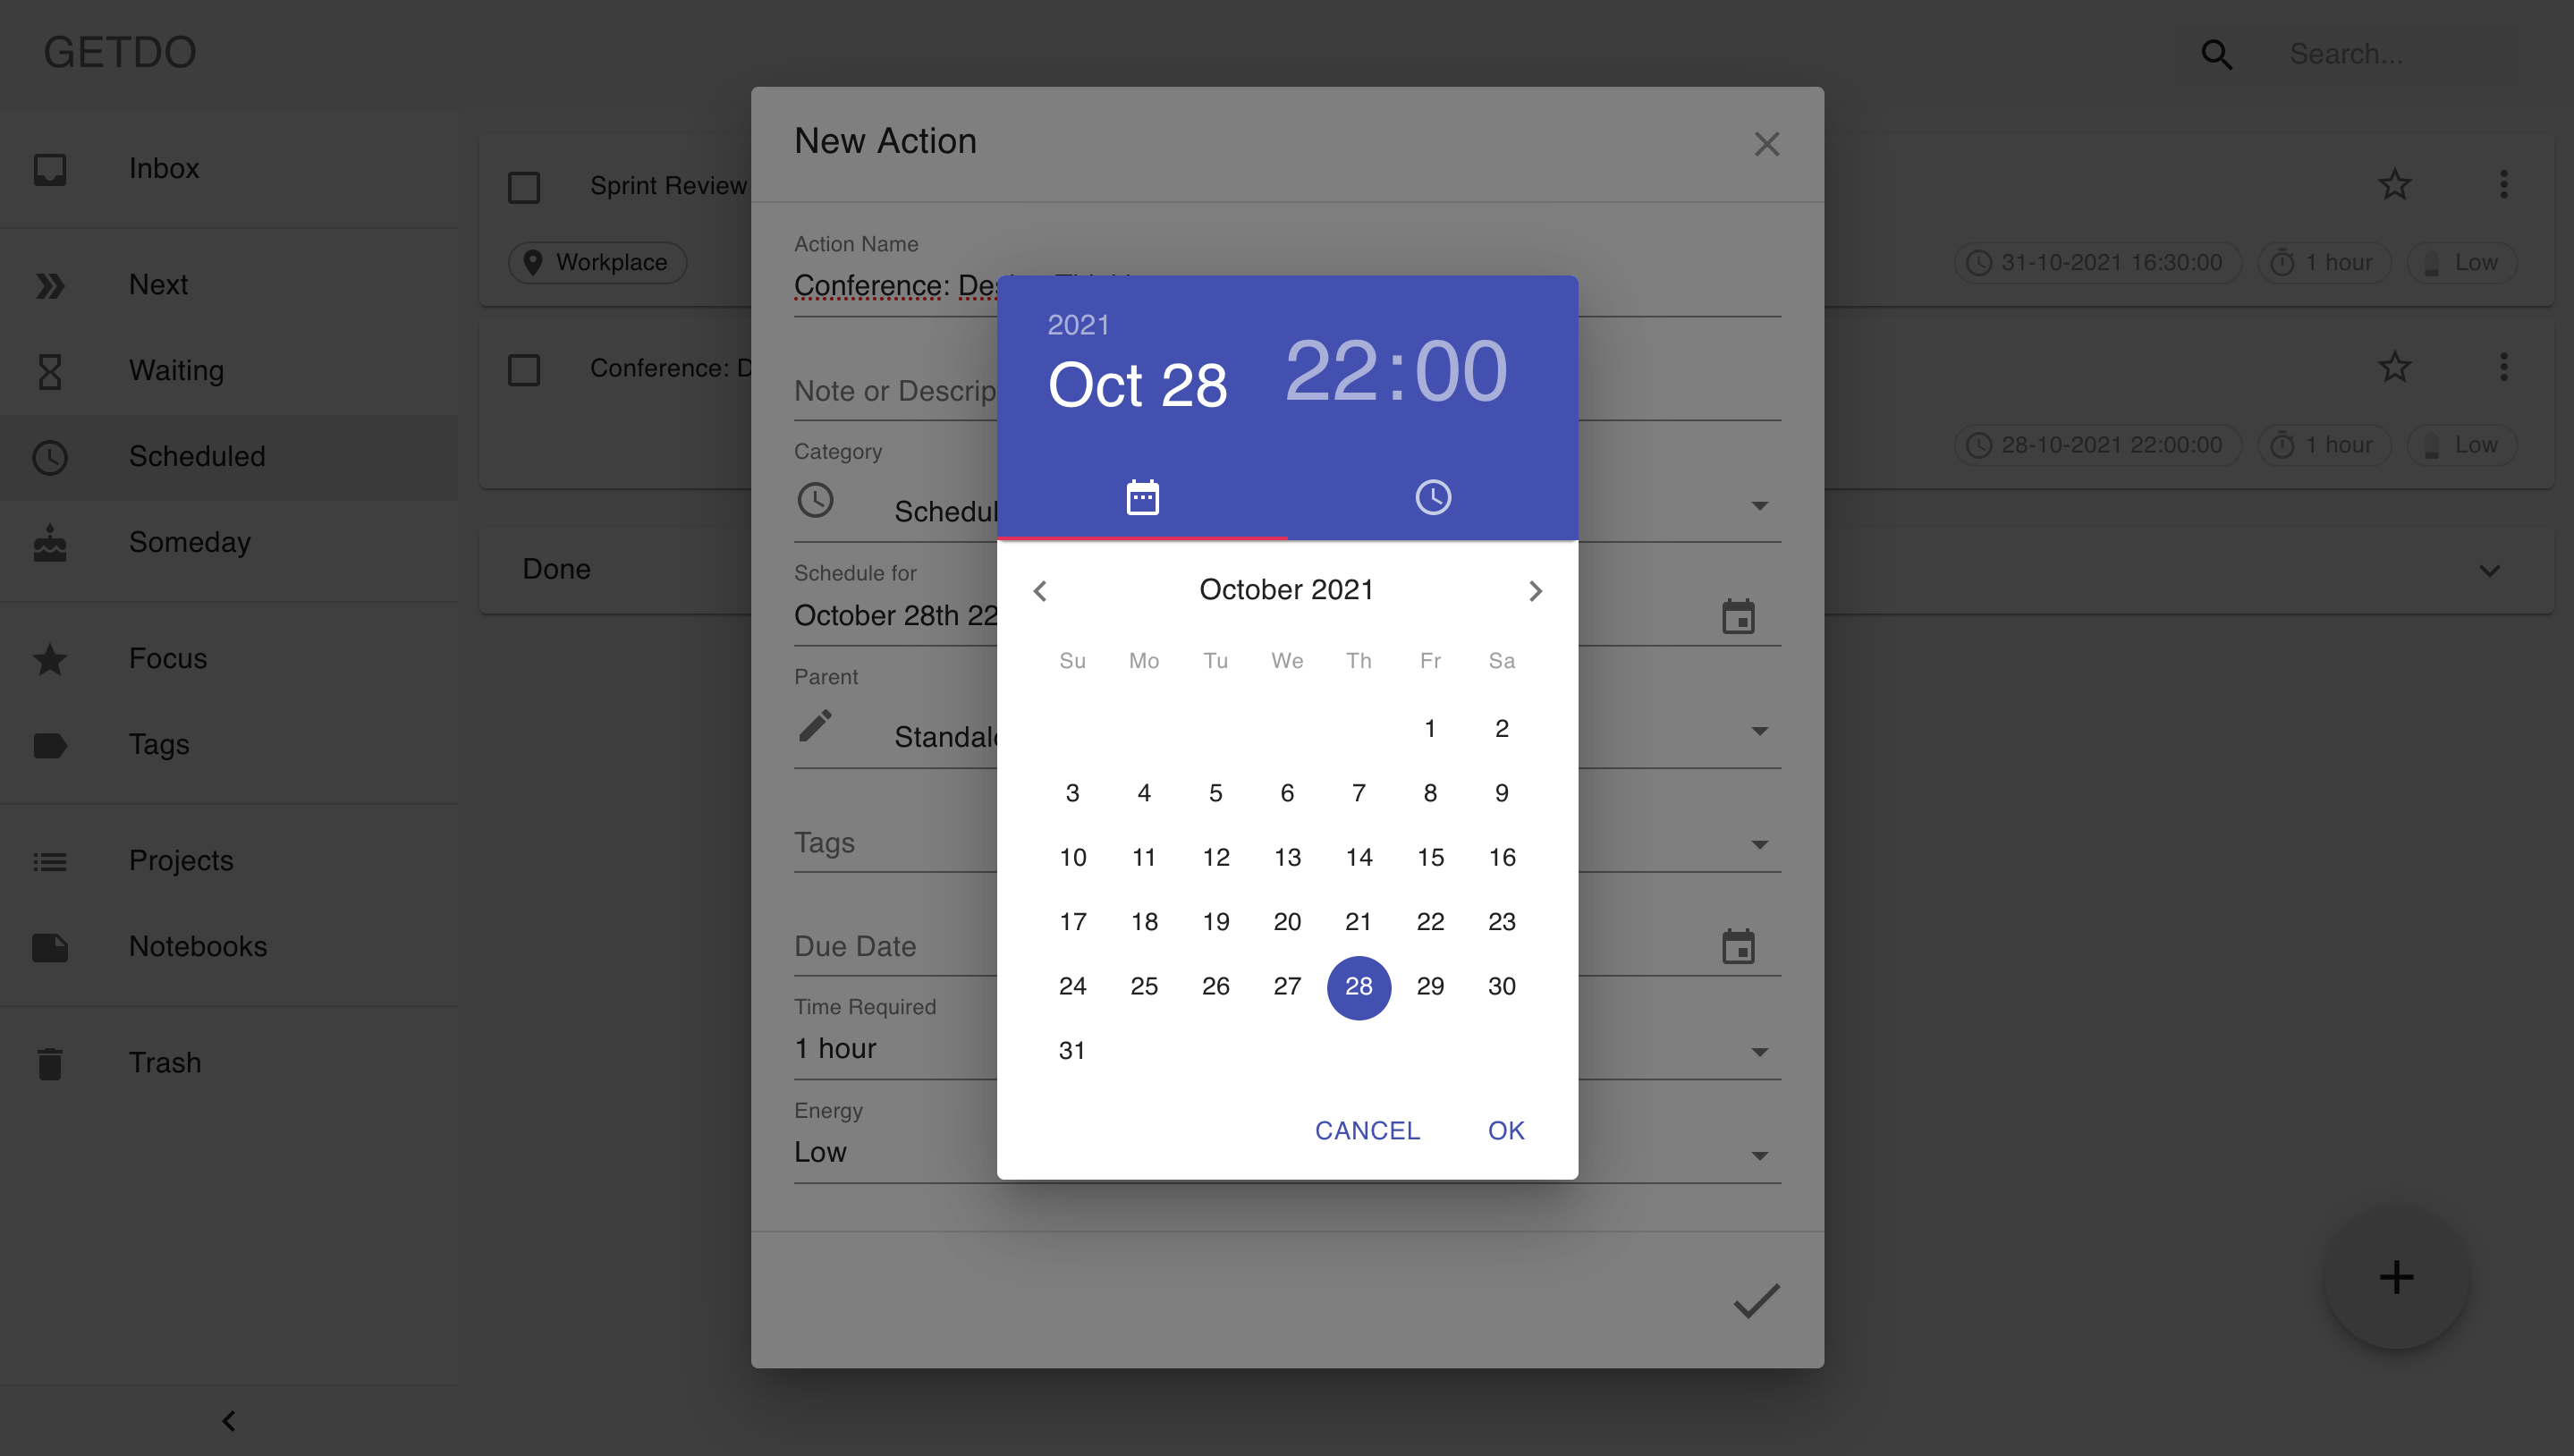 GETDO
Search...
Inbox
Next
Waiting
Scheduled
Someday
Focus
Tags
Projects
Notebooks
Trash
Sprint Review
Workplace
31-10-2021 16:30:00
1 hour
Low
Conference: D
28-10-2021 22:00:00
1 hour
Low
Done
New Action
Action Name
Conference:
Note or Descrip
Category
Schedul
Schedule for
October 28th 22
Parent
Standal
Tags
Due Date
Time Required
1 hour
Energy
Low
2021
Oct 28
22:00
October 2021
Su Mo Tu We Th Fr Sa
1 2
3 4 5 6 7 8 9
10 11 12 13 14 15 16
17 18 19 20 21 22 23
24 25 26 27 28 29 30
31
CANCEL OK